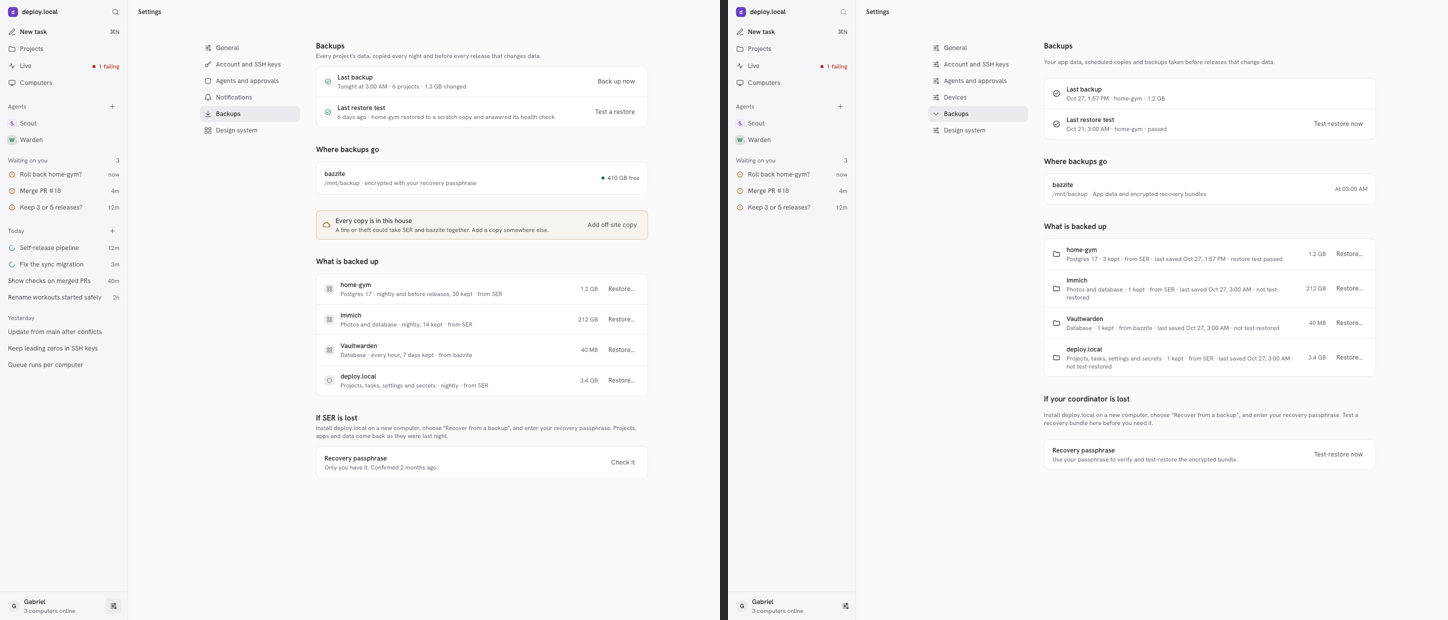 d deploy.local
New task ⌘N
Projects
Live 1 failing
Computers
Agents +
S Scout
W Warden
Waiting on you 3
Roll back home-gym? now
Merge PR #18 4m
Keep 3 or 5 releases? 12m
Today +
Self-release pipeline 12m
Fix the sync migration 3m
Show checks on merged PRs 40m
Rename workouts.started safely 2h
Yesterday
Update from main after conflicts
Keep leading zeros in SSH keys
Queue runs per computer
G Gabriel
3 computers online
Settings
General
Account and SSH keys
Agents and approvals
Notifications
Backups
Design system
Backups
Every project's data, copied every night and before every release that changes data.
Last backup
Tonight at 3:00 AM · 6 projects · 1.3 GB changed
Back up now
Last restore test
6 days ago · home-gym restored to a scratch copy and answered its health check
Test a restore
Where backups go
bazzite
/mnt/backup · encrypted with your recovery passphrase
410 GB free
Every copy is in this house
A fire or theft could take SER and bazzite together. Add a copy somewhere else.
Add off-site copy
What is backed up
home-gym
Postgres 17 · nightly and before releases, 30 kept · from SER
1.2 GB Restore...
Immich
Photos and database · nightly, 14 kept · from SER
212 GB Restore...
Vaultwarden
Database · every hour, 7 days kept · from bazzite
40 MB Restore...
deploy.local
Projects, tasks, settings and secrets · nightly · from SER
3.4 GB Restore...
If SER is lost
Install deploy.local on a new computer, choose "Recover from a backup", and enter your recovery passphrase. Projects,
apps and data come back as they were last night.
Recovery passphrase
Only you have it. Confirmed 2 months ago.
Check it
d deploy.local
New task ⌘N
Projects
Live 1 failing
Computers
Agents +
S Scout
W Warden
Waiting on you 3
Roll back home-gym? now
Merge PR #18 4m
Keep 3 or 5 releases? 12m
G Gabriel
3 computers online
Settings
General
Account and SSH keys
Agents and approvals
Devices
Backups
Design system
Backups
Your app data, scheduled copies and backups taken before releases that change data.
Last backup
Oct 27, 1:57 PM · home-gym · 1.2 GB
Last restore test
Oct 21, 3:00 AM · home-gym · passed
Test-restore now
Where backups go
bazzite
/mnt/backup · App data and encrypted recovery bundles
At 03:00 AM
What is backed up
home-gym
Postgres 17 · 3 kept · from SER · last saved Oct 27, 1:57 PM · restore test passed
1.2 GB Restore...
Immich
Photos and database · 1 kept · from SER · last saved Oct 27, 3:00 AM · not test-
restored
212 GB Restore...
Vaultwarden
Database · 1 kept · from bazzite · last saved Oct 27, 3:00 AM · not test-restored
40 MB Restore...
deploy.local
Projects, tasks, settings and secrets · 1 kept · from SER · last saved Oct 27, 3:00 AM ·
not test-restored
3.4 GB Restore...
If your coordinator is lost
Install deploy.local on a new computer, choose "Recover from a backup", and enter your recovery passphrase. Test a
recovery bundle here before you need it.
Recovery passphrase
Use your passphrase to verify and test-restore the encrypted bundle.
Test-restore now